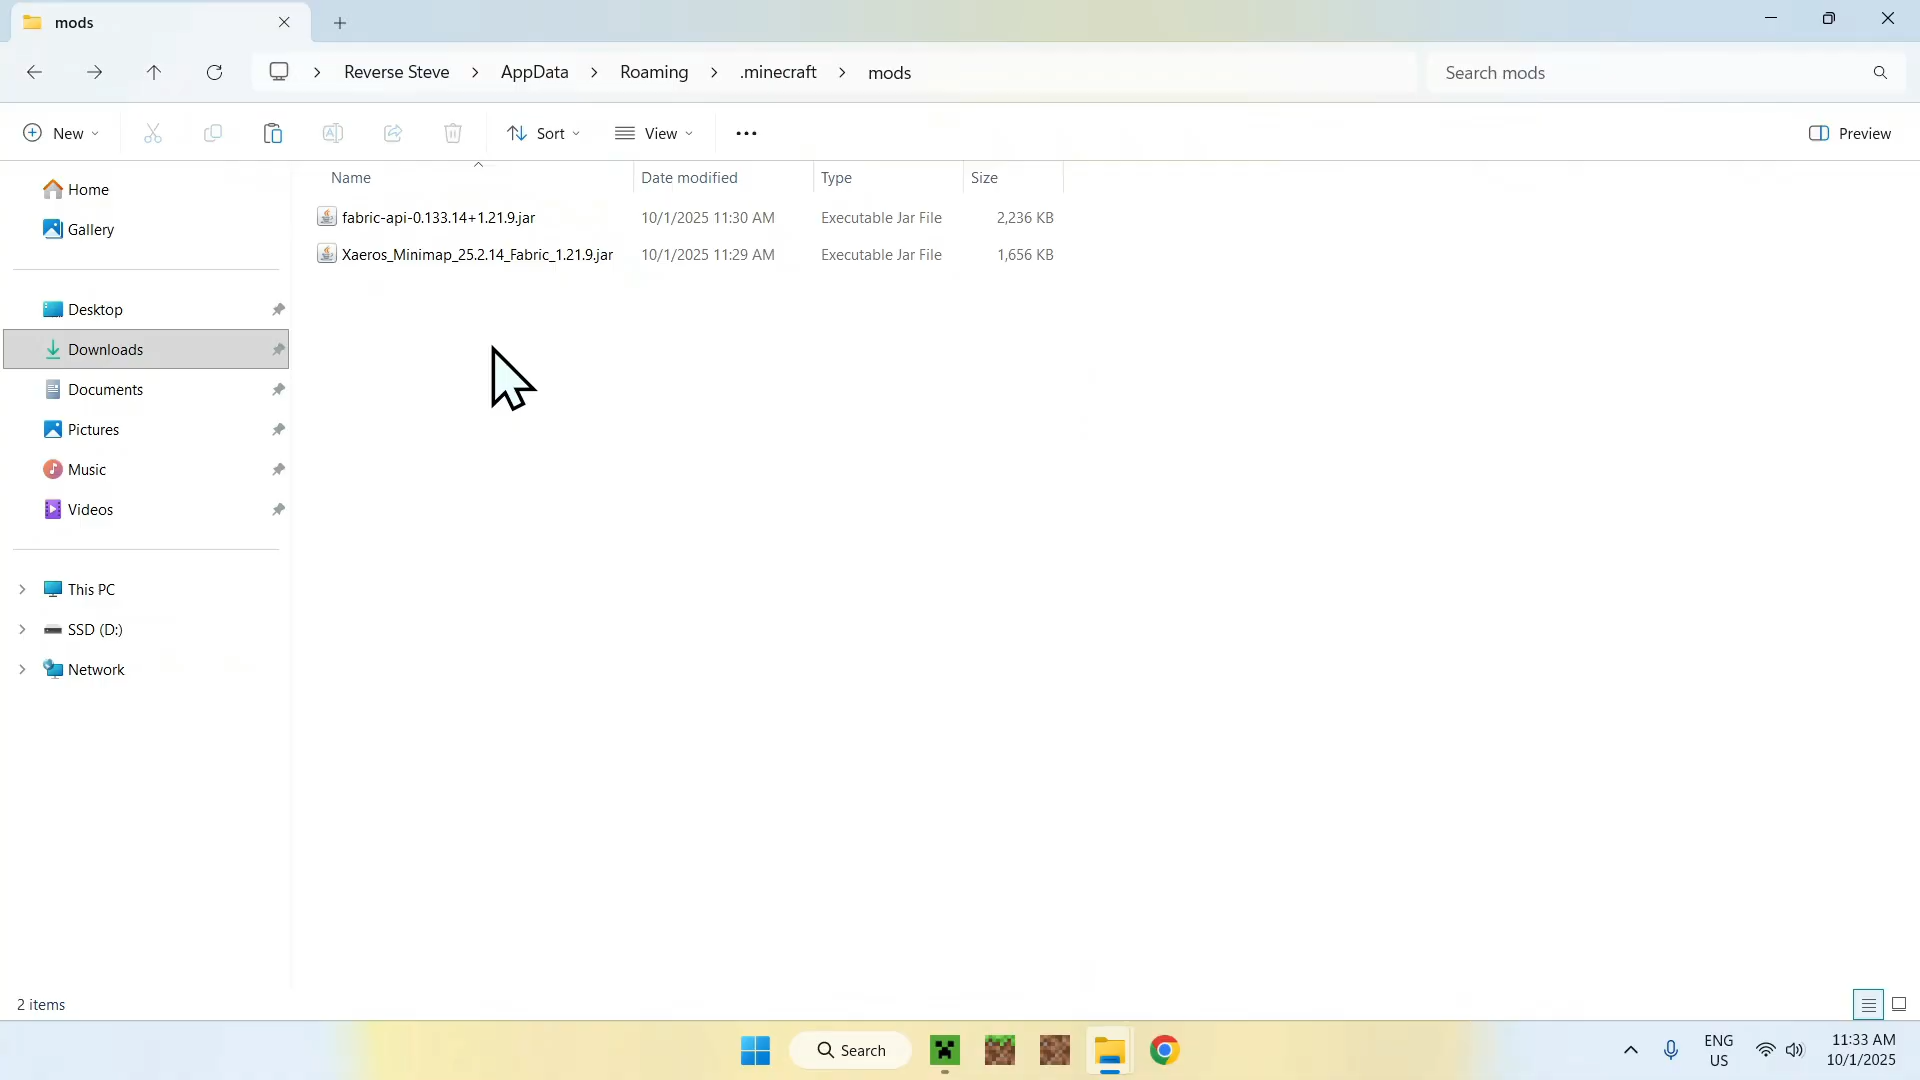 mods
Reverse Steve
AppData
Roaming
.minecraft
mods
Search mods
New
Sort
View
Preview
Name
Date modified
Type
Size
fabric-api-0.133.14+1.21.9.jar
10/1/2025 11:30 AM
Executable Jar File
2,236 KB
Xaeros_Minimap_25.2.14_Fabric_1.21.9.jar
10/1/2025 11:29 AM
Executable Jar File
1,656 KB
Home
Gallery
Desktop
Downloads
Documents
Pictures
Music
Videos
This PC
SSD (D:)
Network
2 items
Search
ENG
US
11:33 AM
10/1/2025